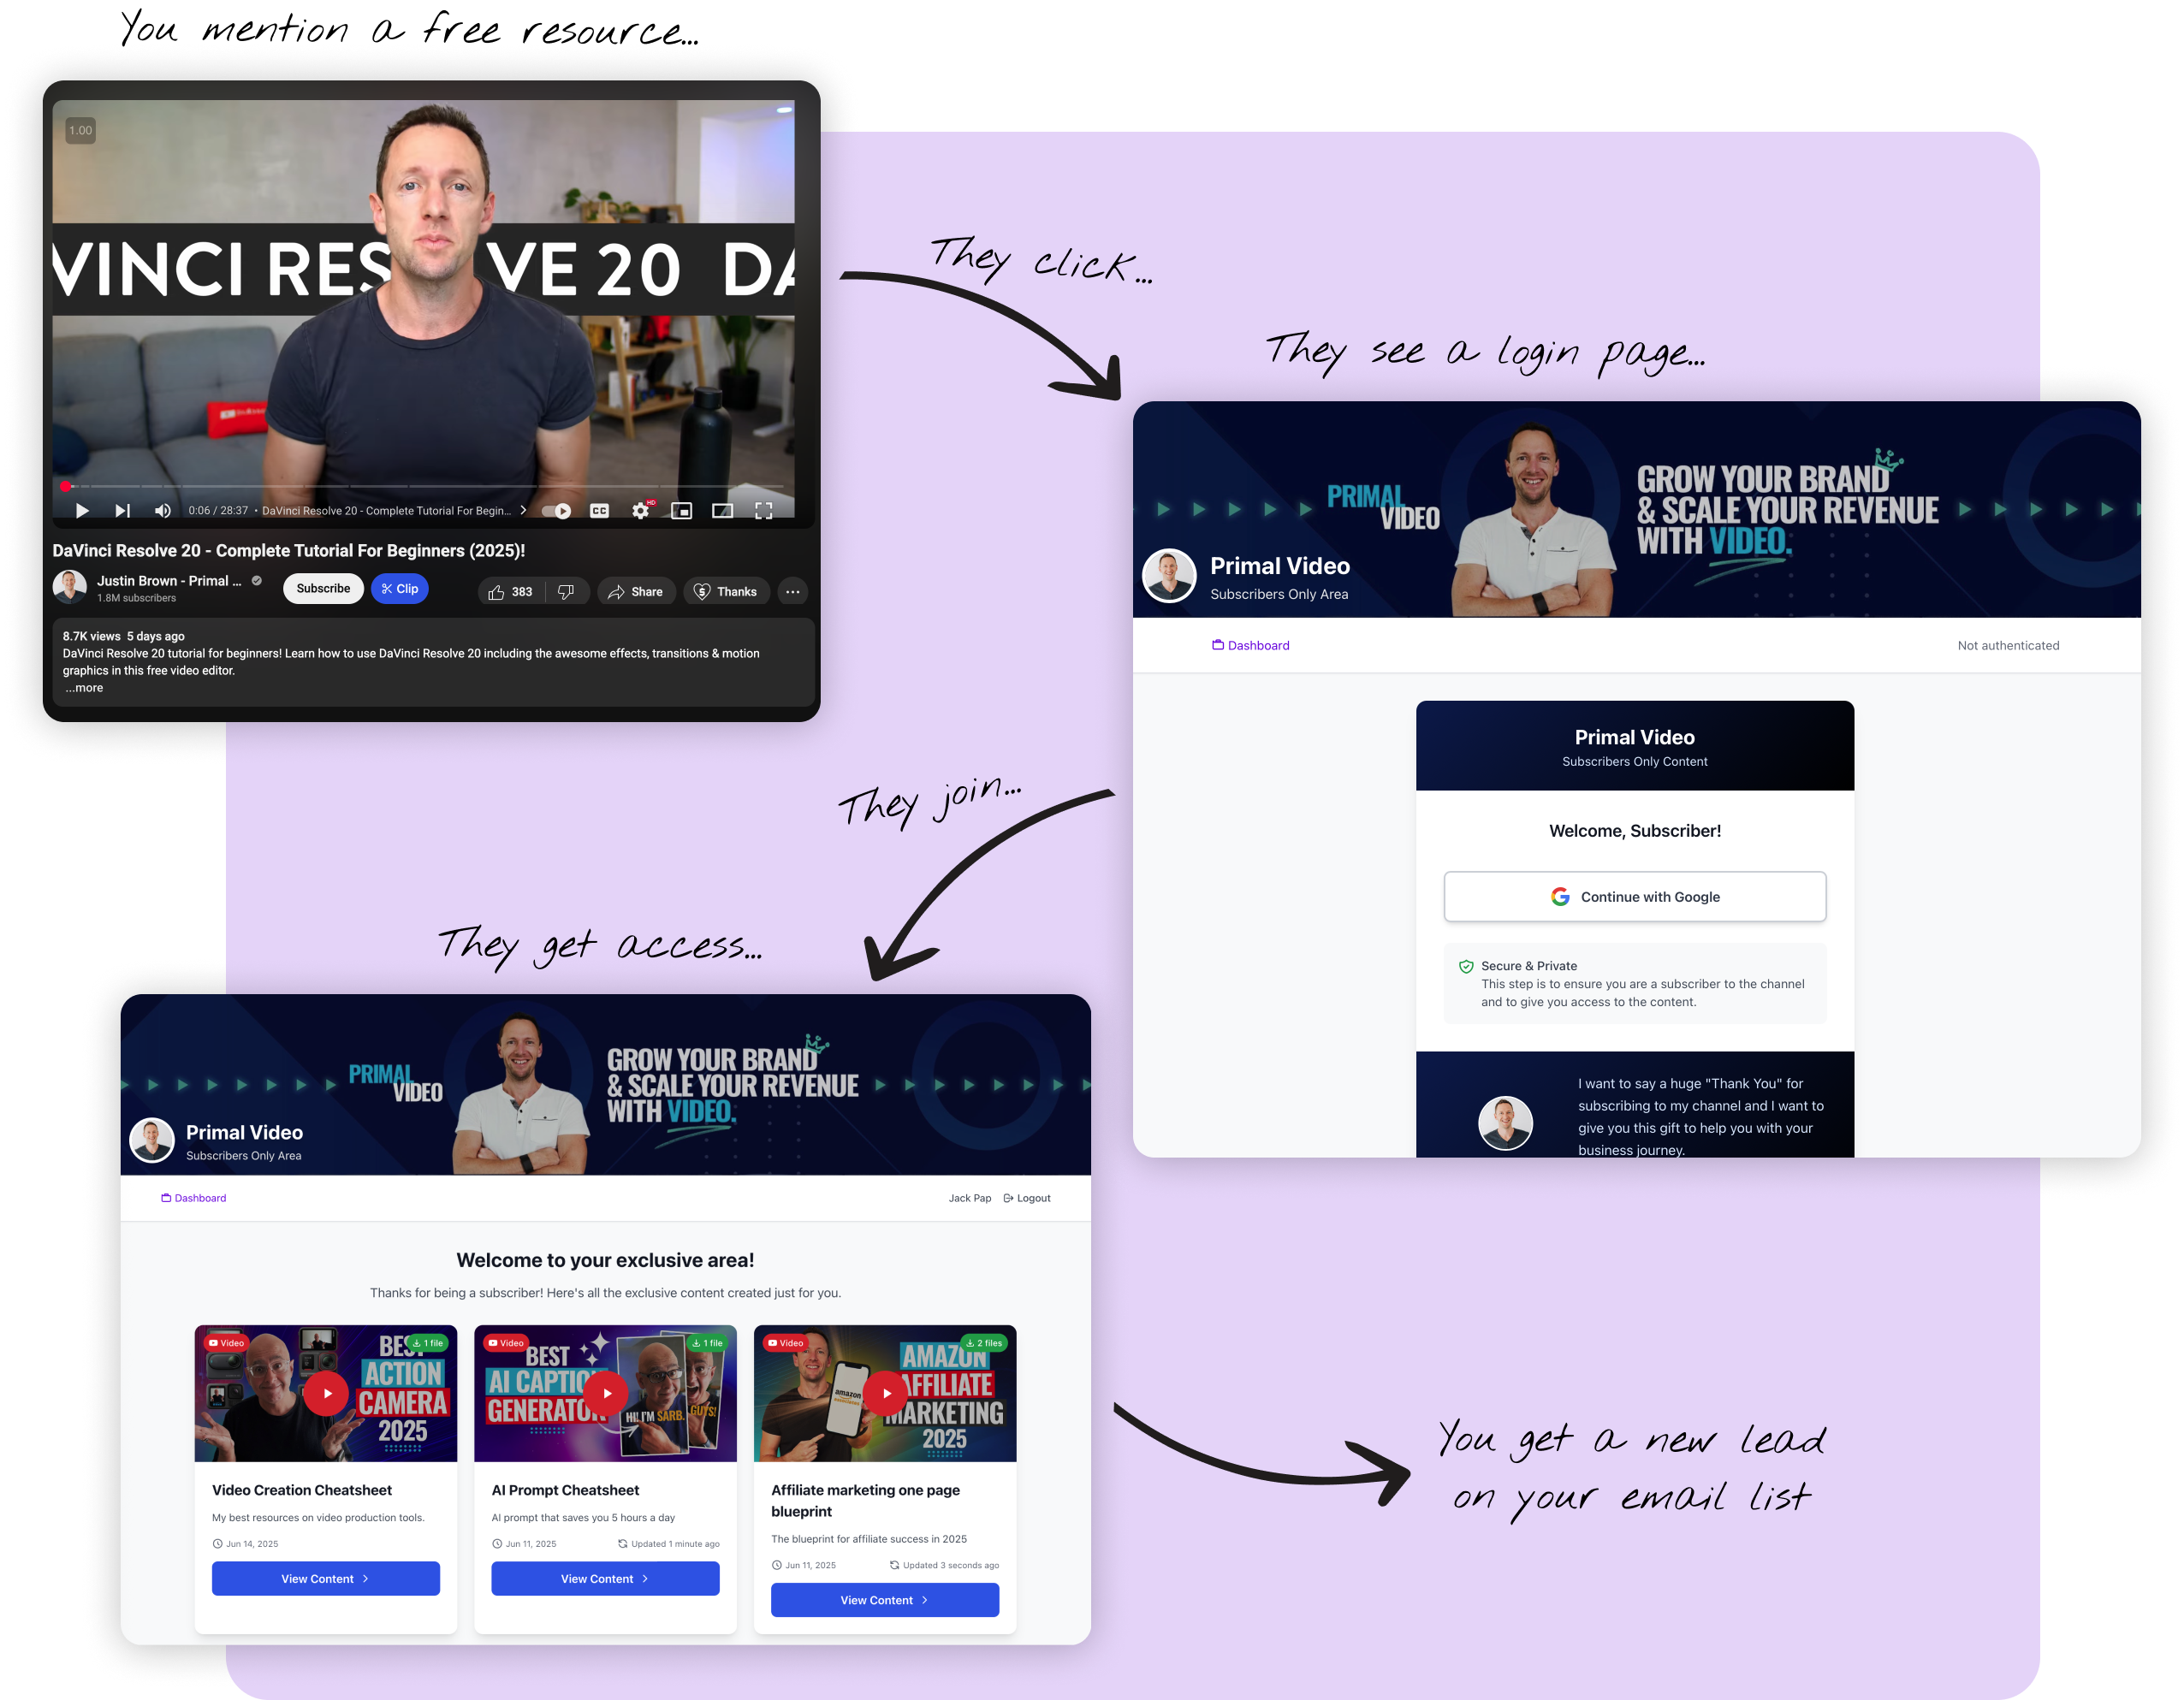 You mention a free resource...
1.00
VINCI RES VE 20 DA
0:06 / 28:37 • DaVinci Resolve 20 - Complete Tutorial For Begin...
CC
HD
DaVinci Resolve 20 - Complete Tutorial For Beginners (2025)!
Justin Brown - Primal ...
1.8M subscribers
Subscribe
Clip
383
Share
Thanks
8.7K views 5 days ago
DaVinci Resolve 20 tutorial for beginners! Learn how to use DaVinci Resolve 20 including the awesome effects, transitions & motion
graphics in this free video editor.
...more
They click...
They see a login page...
PRIMAL
VIDEO
GROW YOUR BRAND
& SCALE YOUR REVENUE
WITH VIDEO.
Primal Video
Subscribers Only Area
Dashboard
Not authenticated
Primal Video
Subscribers Only Content
Welcome, Subscriber!
Continue with Google
Secure & Private
This step is to ensure you are a subscriber to the channel
and to give you access to the content.
I want to say a huge "Thank You" for
subscribing to my channel and I want to
give you this gift to help you with your
business journey.
They join...
They get access...
PRIMAL
VIDEO
GROW YOUR BRAND
& SCALE YOUR REVENUE
WITH VIDEO.
Primal Video
Subscribers Only Area
Dashboard
Jack Pap
Logout
Welcome to your exclusive area!
Thanks for being a subscriber! Here's all the exclusive content created just for you.
Video
1 file
BEST
ACTION
CAMERA
2025
Video Creation Cheatsheet
My best resources on video production tools.
Jun 14, 2025
View Content
Video
1 file
BEST
AI CAPTIO
GENERATOR
HI! I'M SARB. GUYS!
AI Prompt Cheatsheet
AI prompt that saves you 5 hours a day
Jun 11, 2025
Updated 1 minute ago
View Content
Video
2 files
AMAZON
AFFILIATE
MARKETING
2025
amazon
Affiliate marketing one page
blueprint
The blueprint for affiliate success in 2025
Jun 11, 2025
Updated 3 seconds ago
View Content
You get a new lead
on your email list